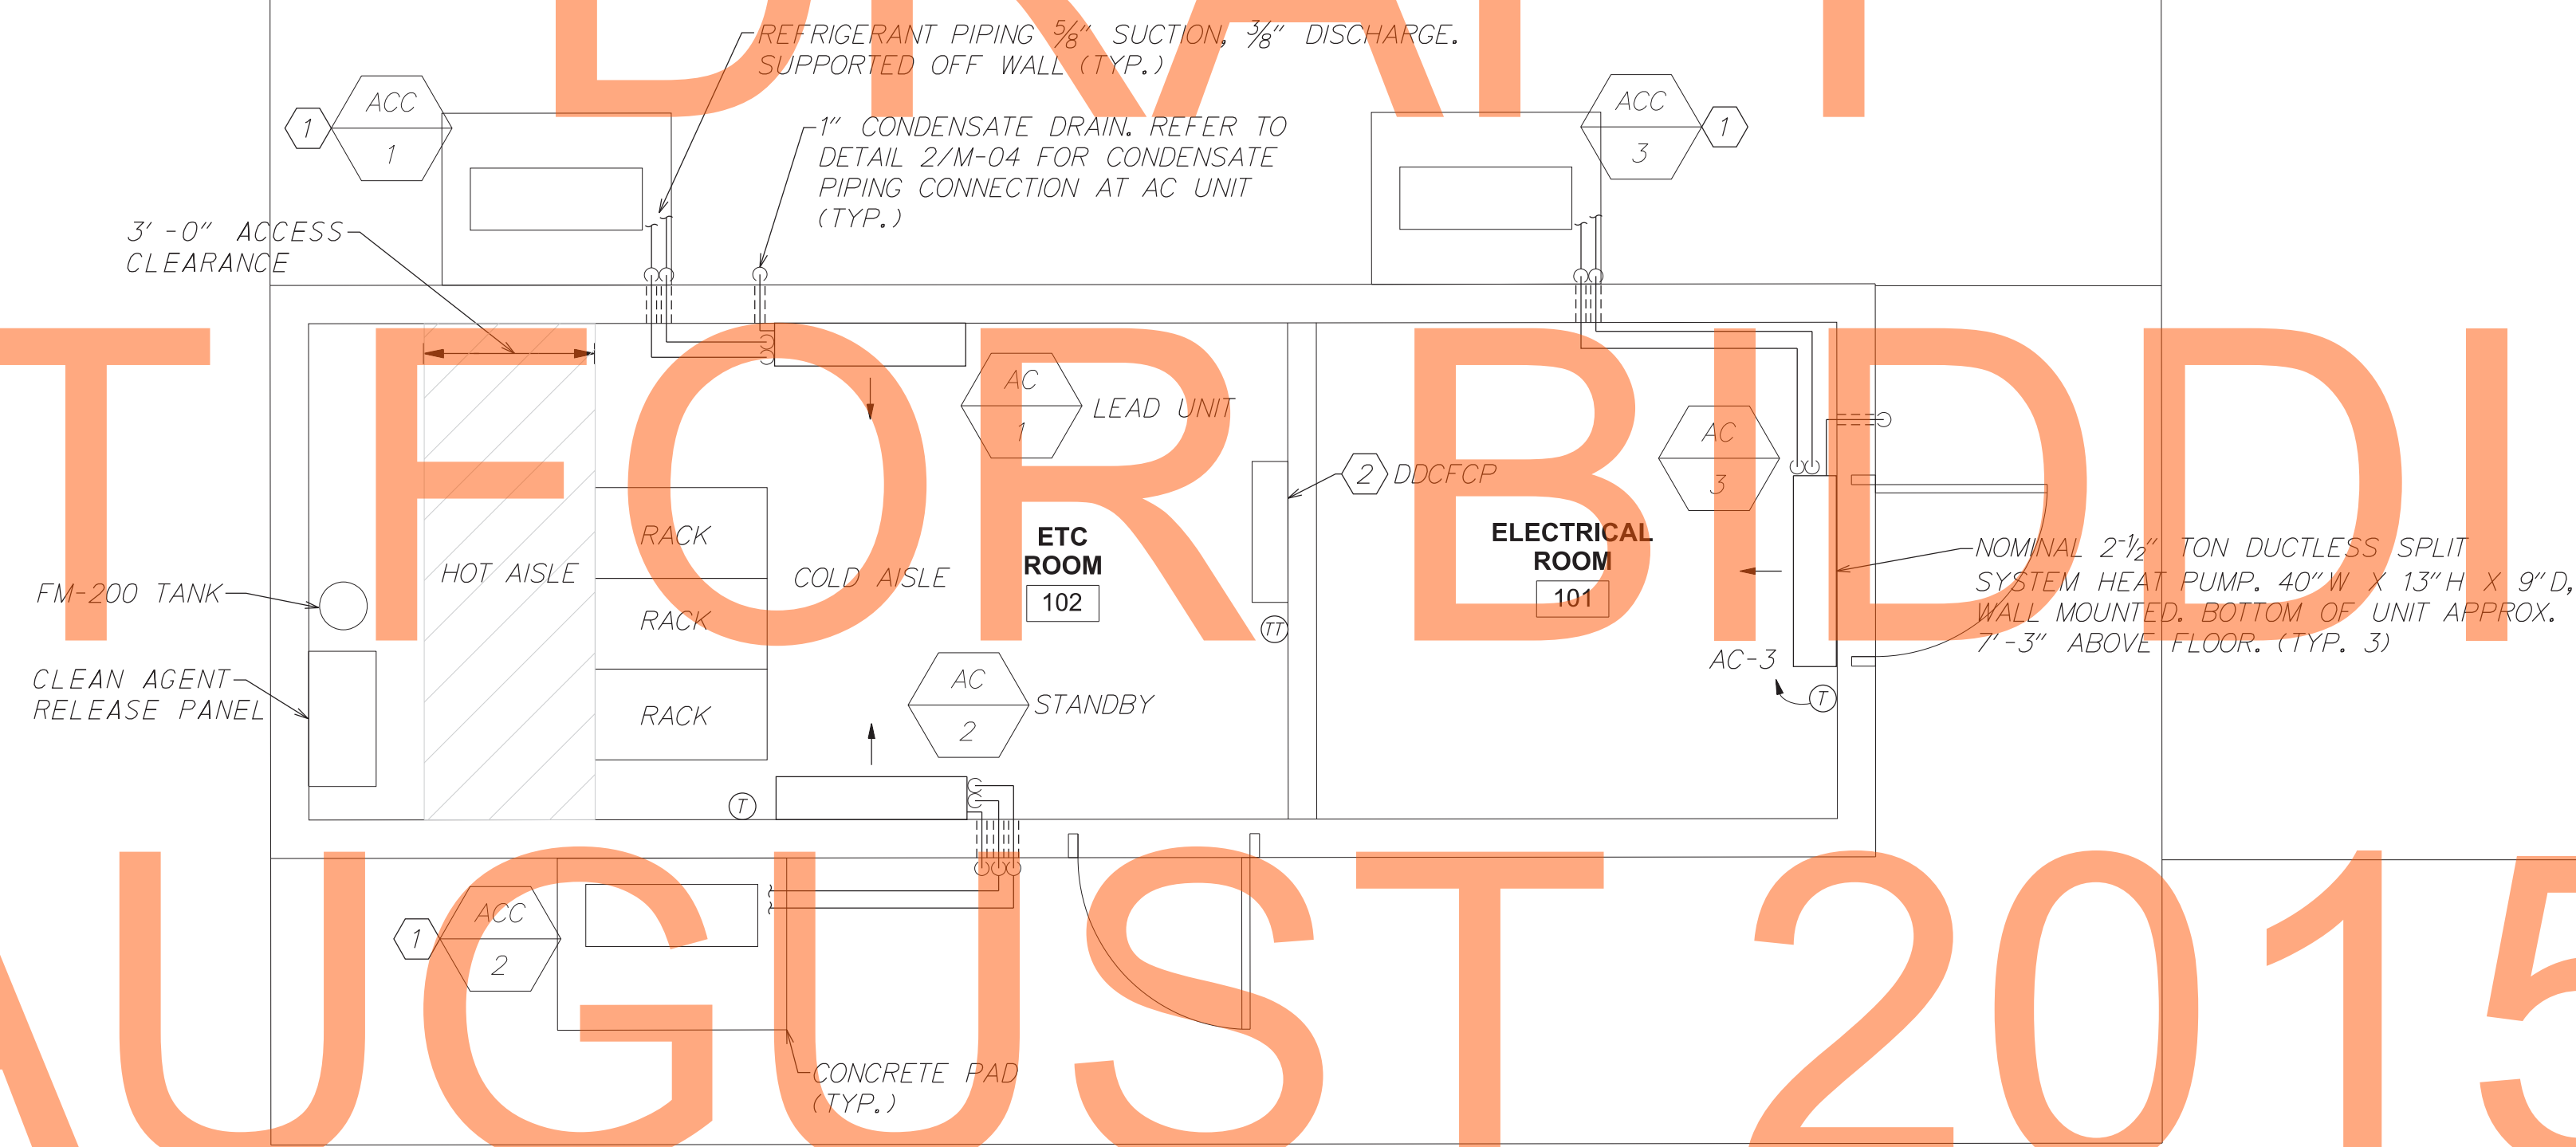 DRAFT
REFRIGERANT PIPING 5/8" SUCTION, 3/8" DISCHARGE.
SUPPORTED OFF WALL (TYP.)
ACC
1
1
1" CONDENSATE DRAIN. REFER TO
DETAIL 2/M-04 FOR CONDENSATE
PIPING CONNECTION AT AC UNIT
(TYP.)
ACC
3
1
3'-0" ACCESS
CLEARANCE
T FOR BIDDI
AC
1
LEAD UNIT
AC
3
2
DDCFCP
RACK
RACK
RACK
HOT AISLE
COLD AISLE
ETC
ROOM
102
ELECTRICAL
ROOM
101
NOMINAL 2-1/2" TON DUCTLESS SPLIT
SYSTEM HEAT PUMP. 40"W X 13"H X 9"D,
WALL MOUNTED. BOTTOM OF UNIT APPROX.
7'-3" ABOVE FLOOR. (TYP. 3)
FM-200 TANK
CLEAN AGENT
RELEASE PANEL
TT
AC-3
T
AC
2
STANDBY
T
AUGUST 2015
1
ACC
2
CONCRETE PAD
(TYP.)